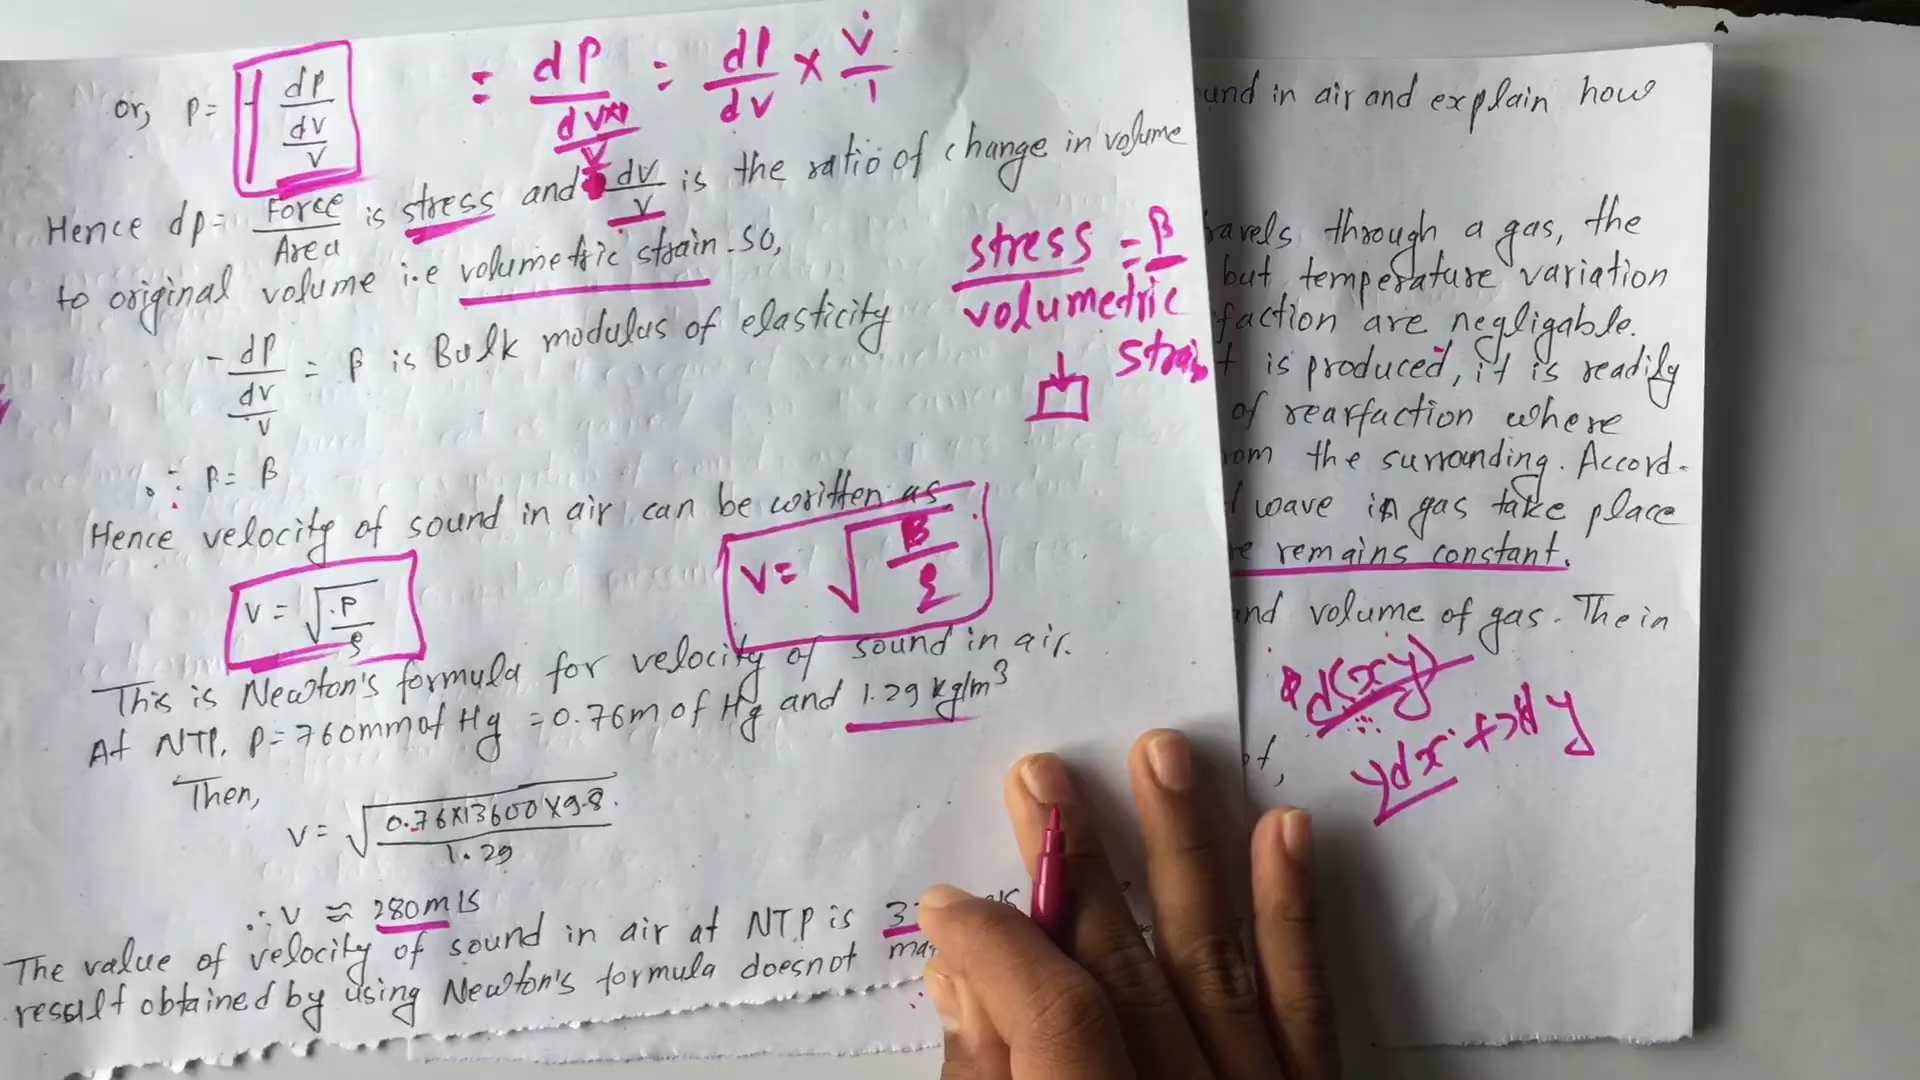 or, P = - dP / dV / V = dP / dV / V = dP / dV × V / 1
Hence dP = Force / Area is stress and dV / V is the ratio of change in volume
to original volume i.e volumetric strain. So,
- dP / dV / V = β is Bulk modulus of elasticity
stress / volumetric strain = β
∴ P = β
Hence velocity of sound in air can be written as
v = √ P / ρ
v = √ B / ρ
This is Newton's formula for velocity of sound in air.
At NTP, P = 760mm of Hg = 0.76m of Hg and 1.29 kg/m³
Then,
v = √ 0.76×13600×9.8 / 1.29
∴ v ≈ 280m/s
The value of velocity of sound in air at NTP is
result obtained by using Newton's formula doesnot
und in air and explain how
ravels through a gas, the
but temperature variation
faction are negligable.
t is produced, it is readily
of rearfaction where
om the surrounding. Accord-
wave in gas take place
e remains constant.
nd volume of gas. The in
d(xy)
ydx + xdy